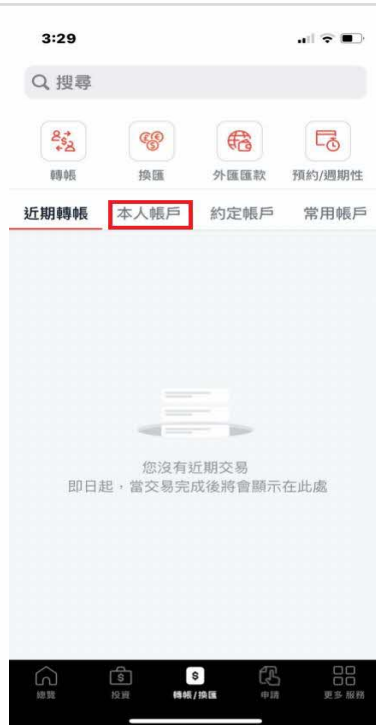 3:29
搜尋
轉帳 換匯 外匯匯款 預約/週期性
近期轉帳 本人帳戶 約定帳戶 常用帳戶
您沒有近期交易
即日起，當交易完成後將會顯示在此處
總覽 投資 轉帳/換匯 申請 更多服務